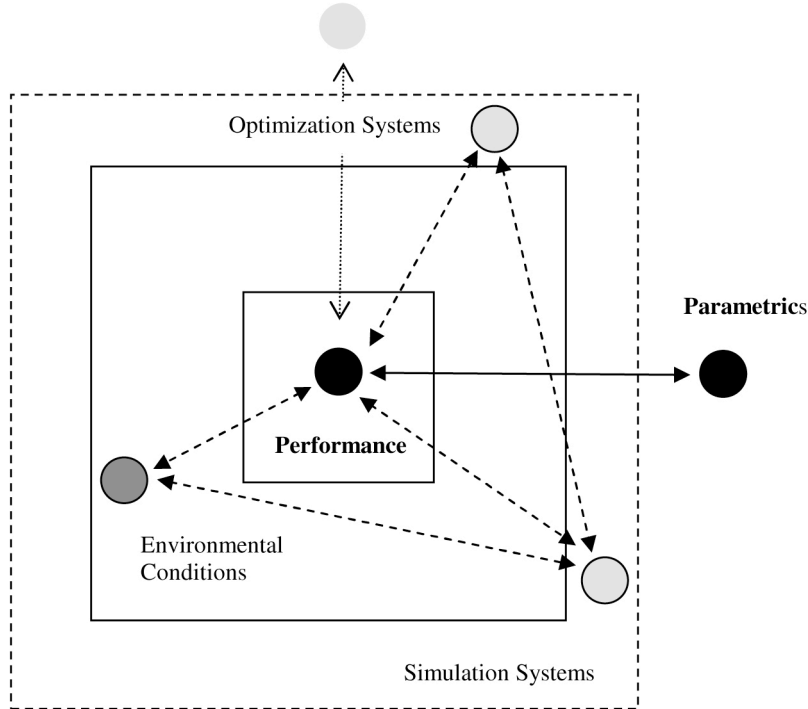 Optimization Systems
Parametrics
Performance
Environmental
Conditions
Simulation Systems